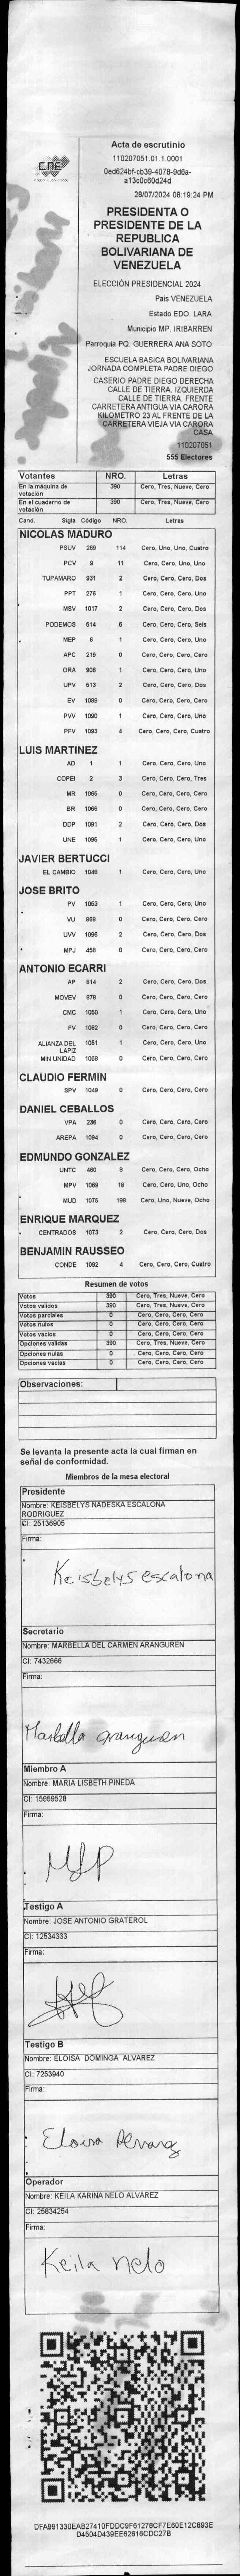 CNE
Acta de escrutinio
110207051.01.1.0001
0ed624bf-cb39-4078-9d6a-
a13c0c60d24d
28/07/2024 08:19:24 PM
PRESIDENTA O
PRESIDENTE DE LA
REPUBLICA
BOLIVARIANA DE
VENEZUELA
ELECCIÓN PRESIDENCIAL 2024
Pais VENEZUELA
Estado EDO. LARA
Municipio MP. IRIBARREN
Parroquia PQ. GUERRERA ANA SOTO
ESCUELA BASICA BOLIVARIANA
JORNADA COMPLETA PADRE DIEGO
CASERIO PADRE DIEGO DERECHA
CALLE DE TIERRA. IZQUIERDA
CALLE DE TIERRA. FRENTE
CARRETERA ANTIGUA VIA CARORA
KILOMETRO 23 AL FRENTE DE LA
CARRETERA VIEJA VIA CARORA
CASA
110207051
555 Electores
Votantes NRO. Letras
En la máquina de votación 390 Cero, Tres, Nueve, Cero
En el cuaderno de votación 390 Cero, Tres, Nueve, Cero
Cand. Sigla Código NRO. Letras
NICOLAS MADURO
PSUV 269 114 Cero, Uno, Uno, Cuatro
PCV 9 11 Cero, Cero, Uno, Uno
TUPAMARO 931 2 Cero, Cero, Cero, Dos
PPT 276 1 Cero, Cero, Cero, Uno
MSV 1017 2 Cero, Cero, Cero, Dos
PODEMOS 514 6 Cero, Cero, Cero, Seis
MEP 6 1 Cero, Cero, Cero, Uno
APC 219 0 Cero, Cero, Cero, Cero
ORA 906 1 Cero, Cero, Cero, Uno
UPV 513 2 Cero, Cero, Cero, Dos
EV 1089 0 Cero, Cero, Cero, Cero
PVV 1090 1 Cero, Cero, Cero, Uno
PFV 1093 4 Cero, Cero, Cero, Cuatro
LUIS MARTINEZ
AD 1 1 Cero, Cero, Cero, Uno
COPEI 2 3 Cero, Cero, Cero, Tres
MR 1065 0 Cero, Cero, Cero, Cero
BR 1066 0 Cero, Cero, Cero, Cero
DDP 1091 2 Cero, Cero, Cero, Dos
UNE 1095 1 Cero, Cero, Cero, Uno
JAVIER BERTUCCI
EL CAMBIO 1048 1 Cero, Cero, Cero, Uno
JOSE BRITO
PV 1053 1 Cero, Cero, Cero, Uno
VU 868 0 Cero, Cero, Cero, Cero
UVV 1096 2 Cero, Cero, Cero, Dos
MPJ 458 0 Cero, Cero, Cero, Cero
ANTONIO ECARRI
AP 814 2 Cero, Cero, Cero, Dos
MOVEV 878 0 Cero, Cero, Cero, Cero
CMC 1050 1 Cero, Cero, Cero, Uno
FV 1062 0 Cero, Cero, Cero, Cero
ALIANZA DEL LAPIZ 1051 1 Cero, Cero, Cero, Uno
MIN UNIDAD 1068 0 Cero, Cero, Cero, Cero
CLAUDIO FERMIN
SPV 1049 0 Cero, Cero, Cero, Cero
DANIEL CEBALLOS
VPA 236 0 Cero, Cero, Cero, Cero
AREPA 1094 0 Cero, Cero, Cero, Cero
EDMUNDO GONZALEZ
UNTC 460 8 Cero, Cero, Cero, Ocho
MPV 1069 18 Cero, Cero, Uno, Ocho
MUD 1075 198 Cero, Uno, Nueve, Ocho
ENRIQUE MARQUEZ
CENTRADOS 1073 2 Cero, Cero, Cero, Dos
BENJAMIN RAUSSEO
CONDE 1092 4 Cero, Cero, Cero, Cuatro
Resumen de votos
Votos 390 Cero, Tres, Nueve, Cero
Votos validos 390 Cero, Tres, Nueve, Cero
Votos parciales 0 Cero, Cero, Cero, Cero
Votos nulos 0 Cero, Cero, Cero, Cero
Votos vacios 0 Cero, Cero, Cero, Cero
Opciones validas 390 Cero, Tres, Nueve, Cero
Opciones nulas 0 Cero, Cero, Cero, Cero
Opciones vacias 0 Cero, Cero, Cero, Cero
Observaciones:
Se levanta la presente acta la cual firman en
señal de conformidad.
Miembros de la mesa electoral
Presidente
Nombre: KEISBELYS NADESKA ESCALONA
RODRIGUEZ
CI: 25136905
Firma:
Keisbelys escalona
Secretario
Nombre: MARBELLA DEL CARMEN ARANGUREN
CI: 7432666
Firma:
Marbella aranguren
Miembro A
Nombre: MARIA LISBETH PINEDA
CI: 15959528
Firma:
MLP
Testigo A
Nombre: JOSE ANTONIO GRATEROL
CI: 12534333
Firma:
Testigo B
Nombre: ELOISA DOMINGA ALVAREZ
CI: 7253940
Firma:
Eloisa Alvarez
Operador
Nombre: KEILA KARINA NELO ALVAREZ
CI: 25834254
Firma:
Keila nelo
DFA991330EAB27410FDDC9F61278CF7E60E12C893E
D4504D439EE62616CDC27B